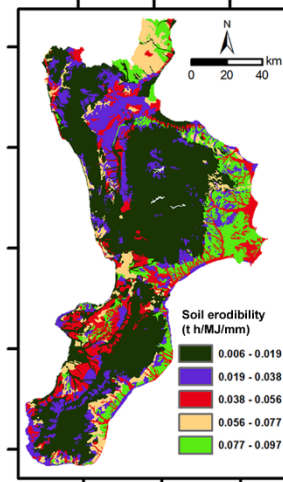 N
km
0 20 40
Soil erodibility
(t h/MJ/mm)
0.006 - 0.019
0.019 - 0.038
0.038 - 0.056
0.056 - 0.077
0.077 - 0.097